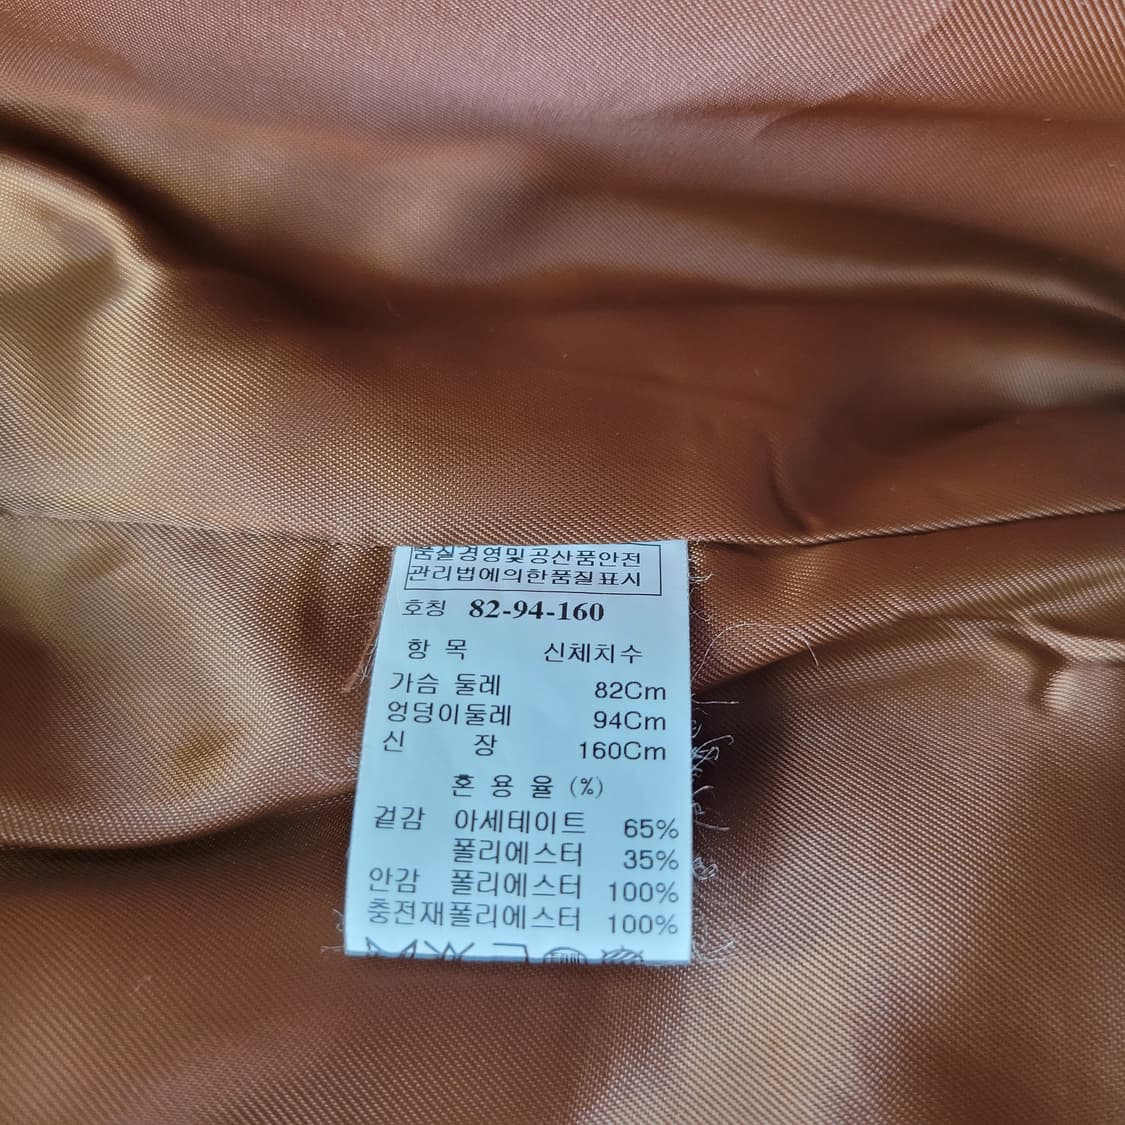 품질경영및공산품안전
관리법에의한품질표시
호칭 82-94-160
항 목 신체치수
가슴 둘레 82Cm
엉덩이둘레 94Cm
신 장 160Cm
혼 용 율 (%)
겉감 아세테이트 65%
폴리에스터 35%
안감 폴리에스터 100%
충전재폴리에스터 100%